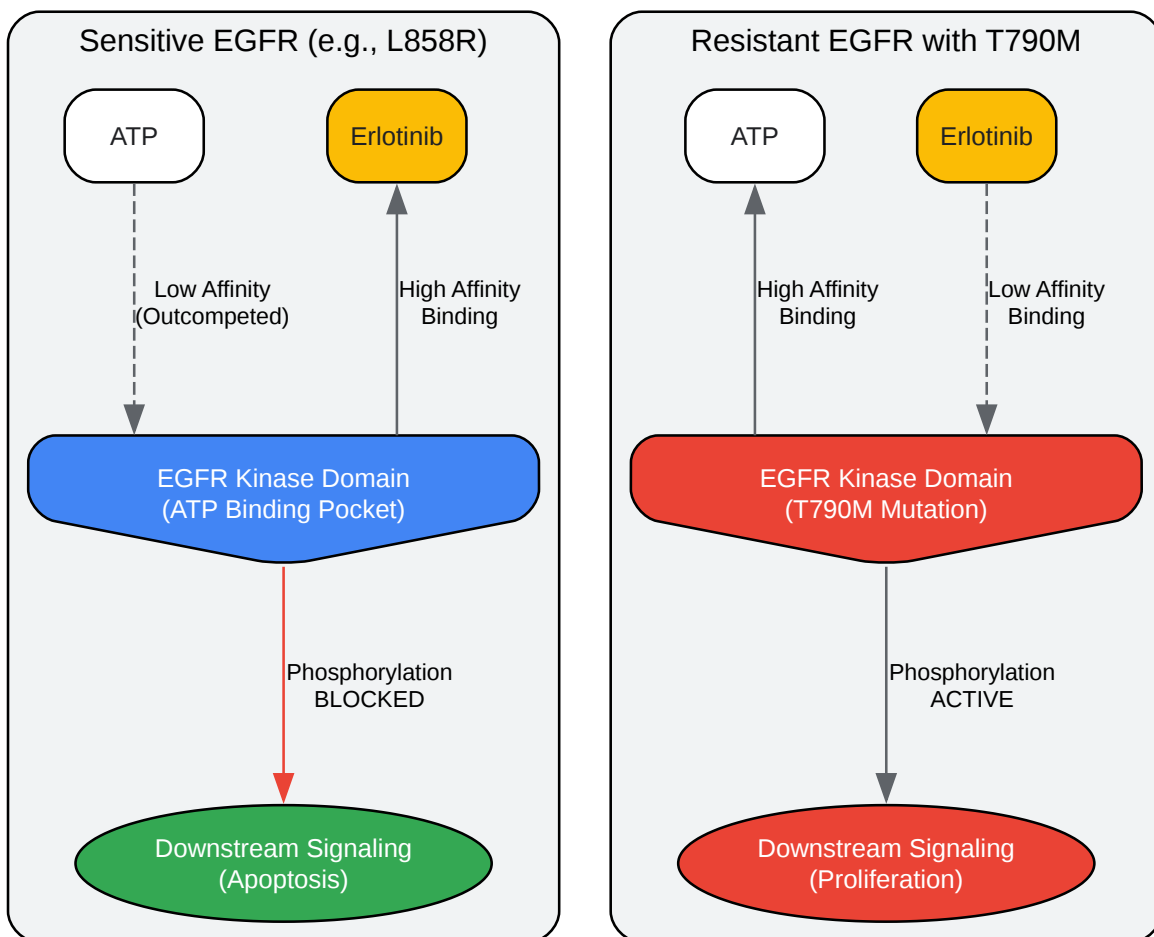 Sensitive EGFR (e.g., L858R)
ATP
Erlotinib
Low Affinity
(Outcompeted)
High Affinity
Binding
EGFR Kinase Domain
(ATP Binding Pocket)
Phosphorylation
BLOCKED
Downstream Signaling
(Apoptosis)
Resistant EGFR with T790M
ATP
Erlotinib
High Affinity
Binding
Low Affinity
Binding
EGFR Kinase Domain
(T790M Mutation)
Phosphorylation
ACTIVE
Downstream Signaling
(Proliferation)